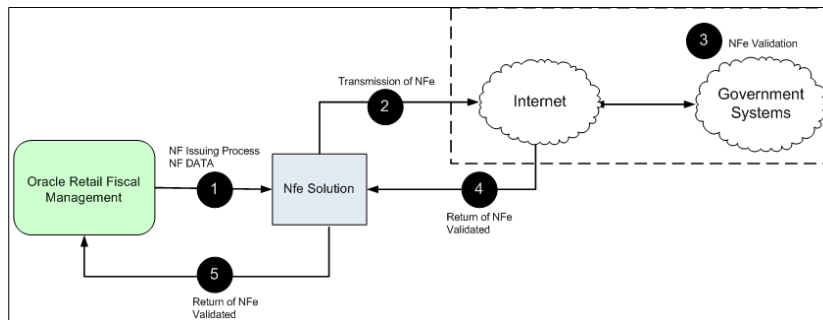 3
NFe Validation
Transmission of NFe
2
Internet
Government
Systems
NF Issuing Process
NF DATA
Oracle Retail Fiscal
Management
1
Nfe Solution
4
Return of NFe
Validated
5
Return of NFe
Validated